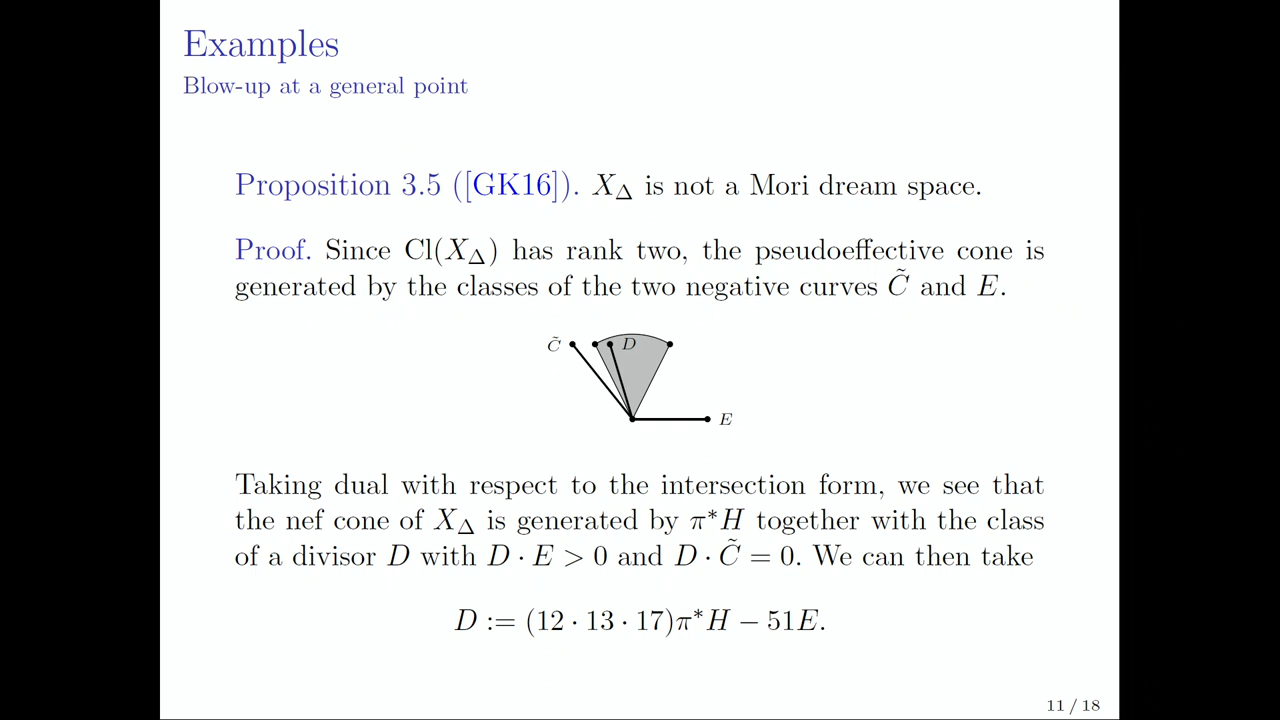 Examples
Blow-up at a general point
Proposition 3.5 ([GK16]). X_Δ is not a Mori dream space.
Proof. Since Cl(X_Δ) has rank two, the pseudoeffective cone is
generated by the classes of the two negative curves C̃ and E.
C̃ D
E
Taking dual with respect to the intersection form, we see that
the nef cone of X_Δ is generated by π*H together with the class
of a divisor D with D · E > 0 and D · C̃ = 0. We can then take
D := (12 · 13 · 17)π*H − 51E.
11 / 18